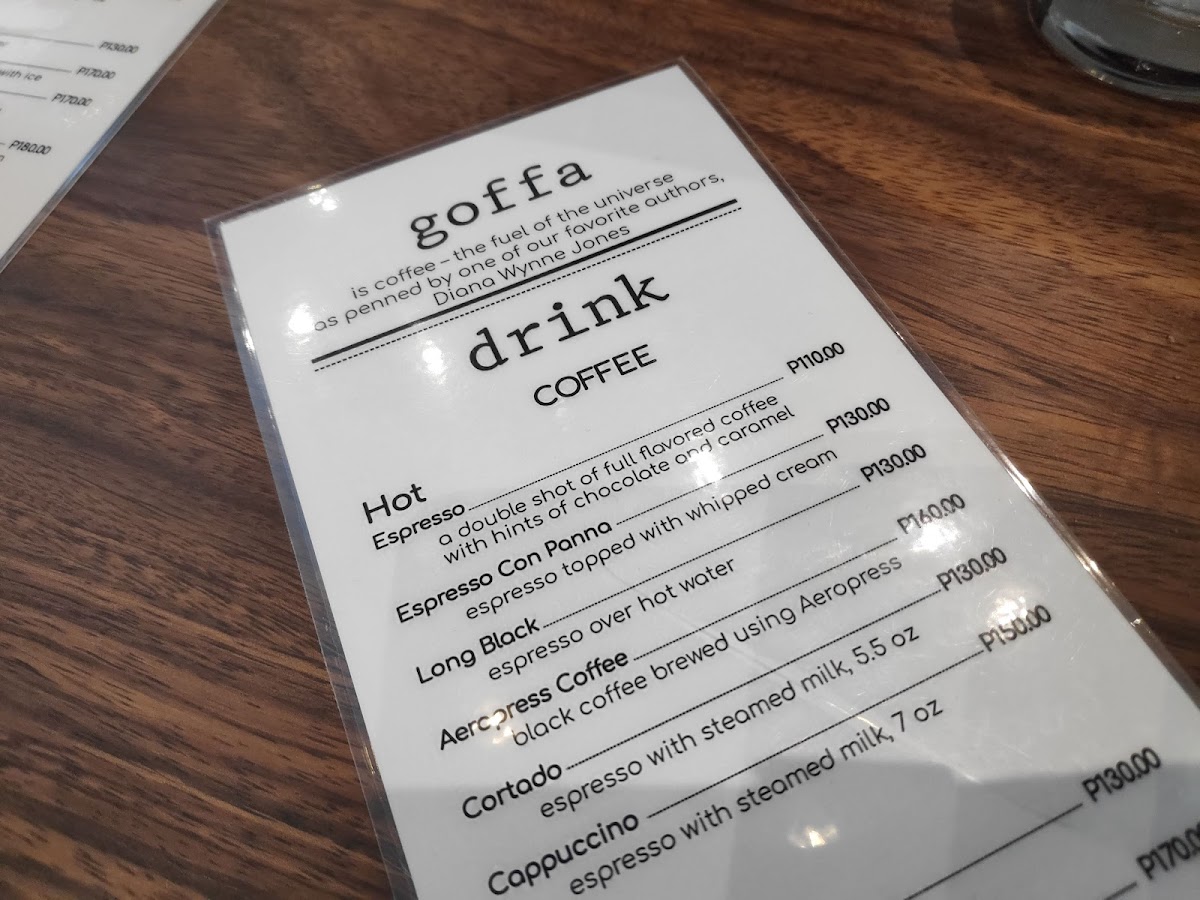 P130.00
P170.00
with ice
P170.00
P180.00
goffa
is coffee – the fuel of the universe
as penned by one of our favorite authors,
Diana Wynne Jones
drink
COFFEE
Hot
Espresso P110.00
a double shot of full flavored coffee
with hints of chocolate and caramel
Espresso Con Panna P130.00
espresso topped with whipped cream
Long Black P130.00
espresso over hot water
Aeropress Coffee P160.00
black coffee brewed using Aeropress
Cortado P130.00
espresso with steamed milk, 5.5 oz
Cappuccino P150.00
espresso with steamed milk, 7 oz
P130.00
P170.00